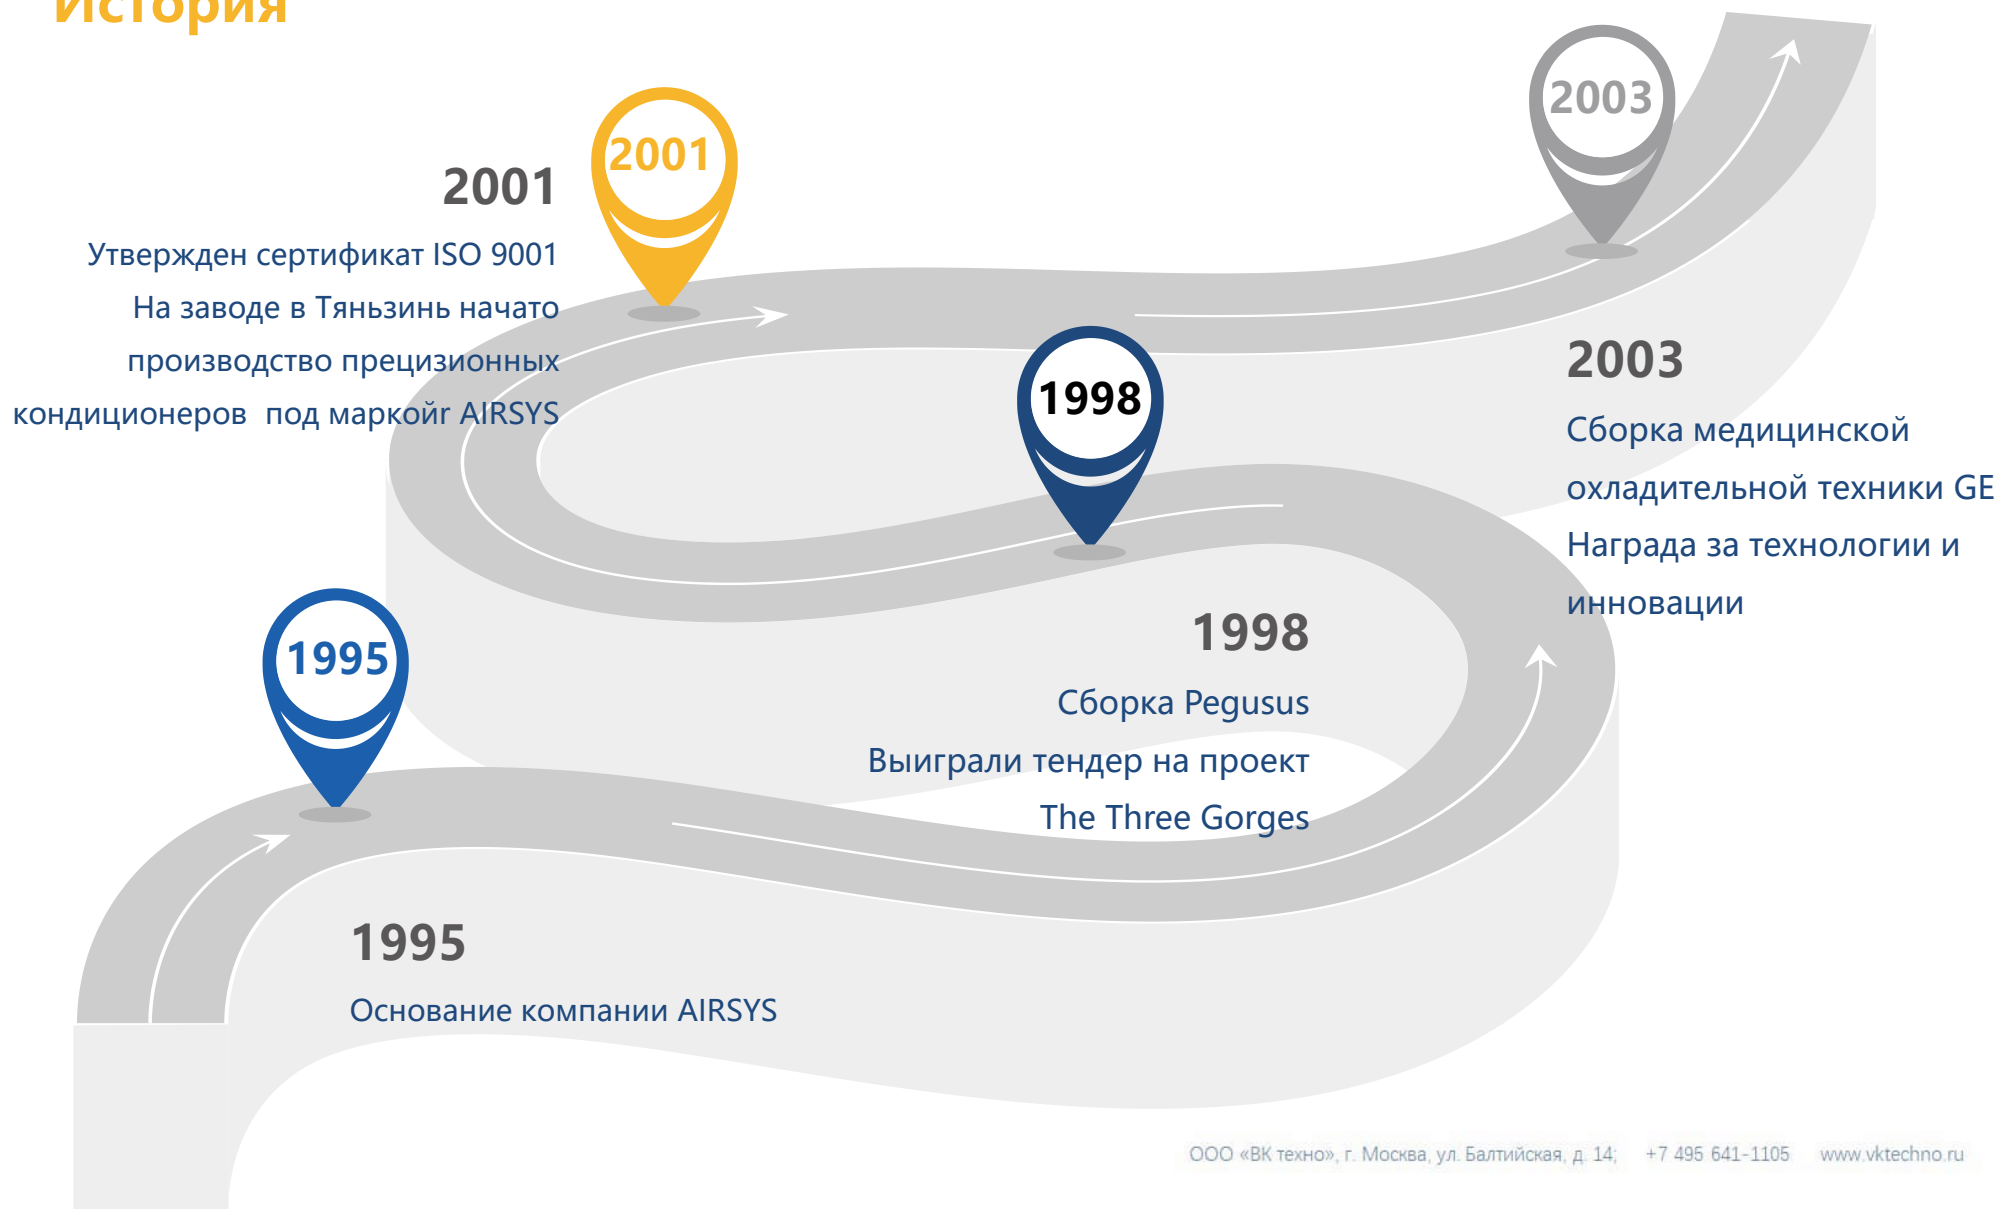 История
2001
2001
Утвержден сертификат ISO 9001
На заводе в Тяньзинь начато
производство прецизионных
кондиционеров  под маркойr AIRSYS
2003
2003
Сборка медицинской
охладительной техники GE
Награда за технологии и
инновации
1998
1998
Сборка Pegusus
Выиграли тендер на проект
The Three Gorges
1995
1995
Основание компании AIRSYS
ООО «ВК техно», г. Москва, ул. Балтийская, д. 14; +7 495 641-1105 www.vktechno.ru